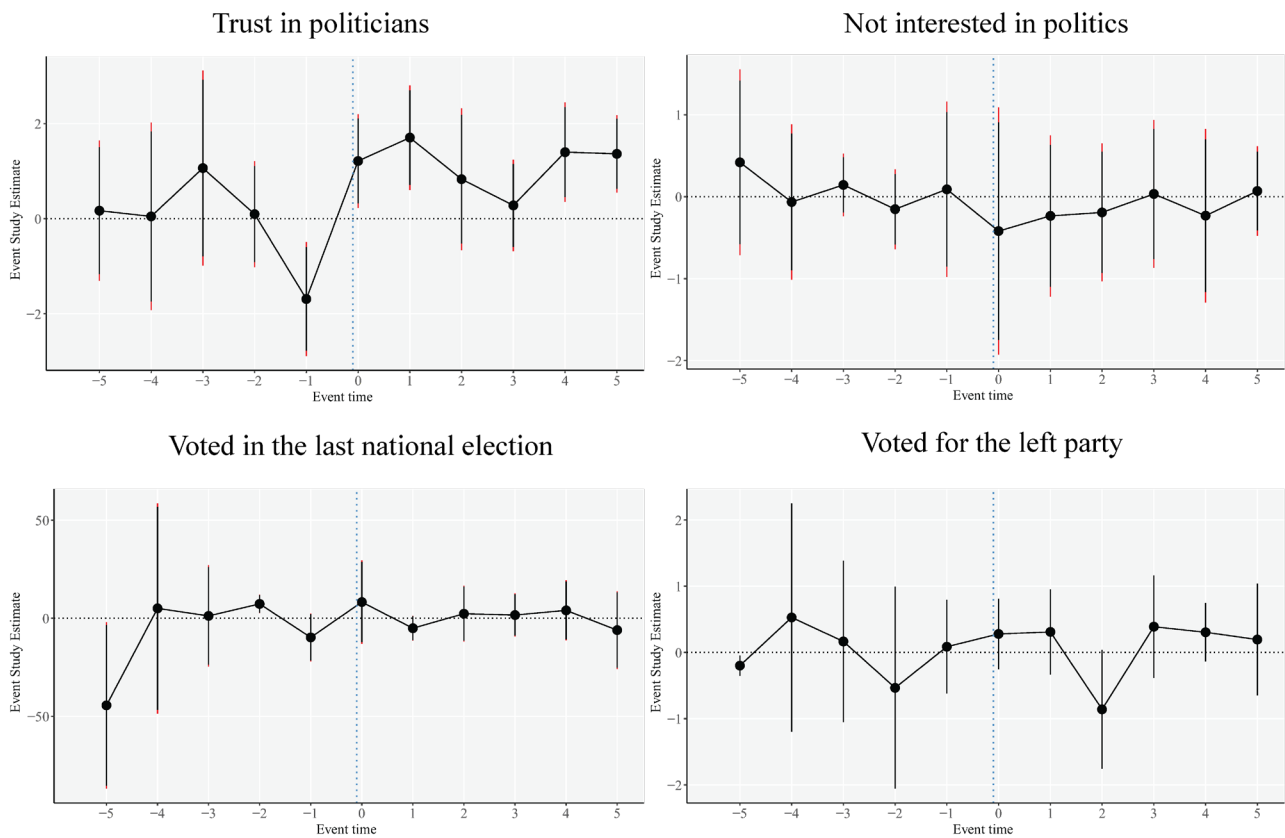 Trust in politicians
Event Study Estimate
2
0
−2
−5 −4 −3 −2 −1 0 1 2 3 4 5
Event time
Not interested in politics
Event Study Estimate
1
0
−1
−2
−5 −4 −3 −2 −1 0 1 2 3 4 5
Event time
Voted in the last national election
Event Study Estimate
50
0
−50
−5 −4 −3 −2 −1 0 1 2 3 4 5
Event time
Voted for the left party
Event Study Estimate
2
1
0
−1
−2
−5 −4 −3 −2 −1 0 1 2 3 4 5
Event time